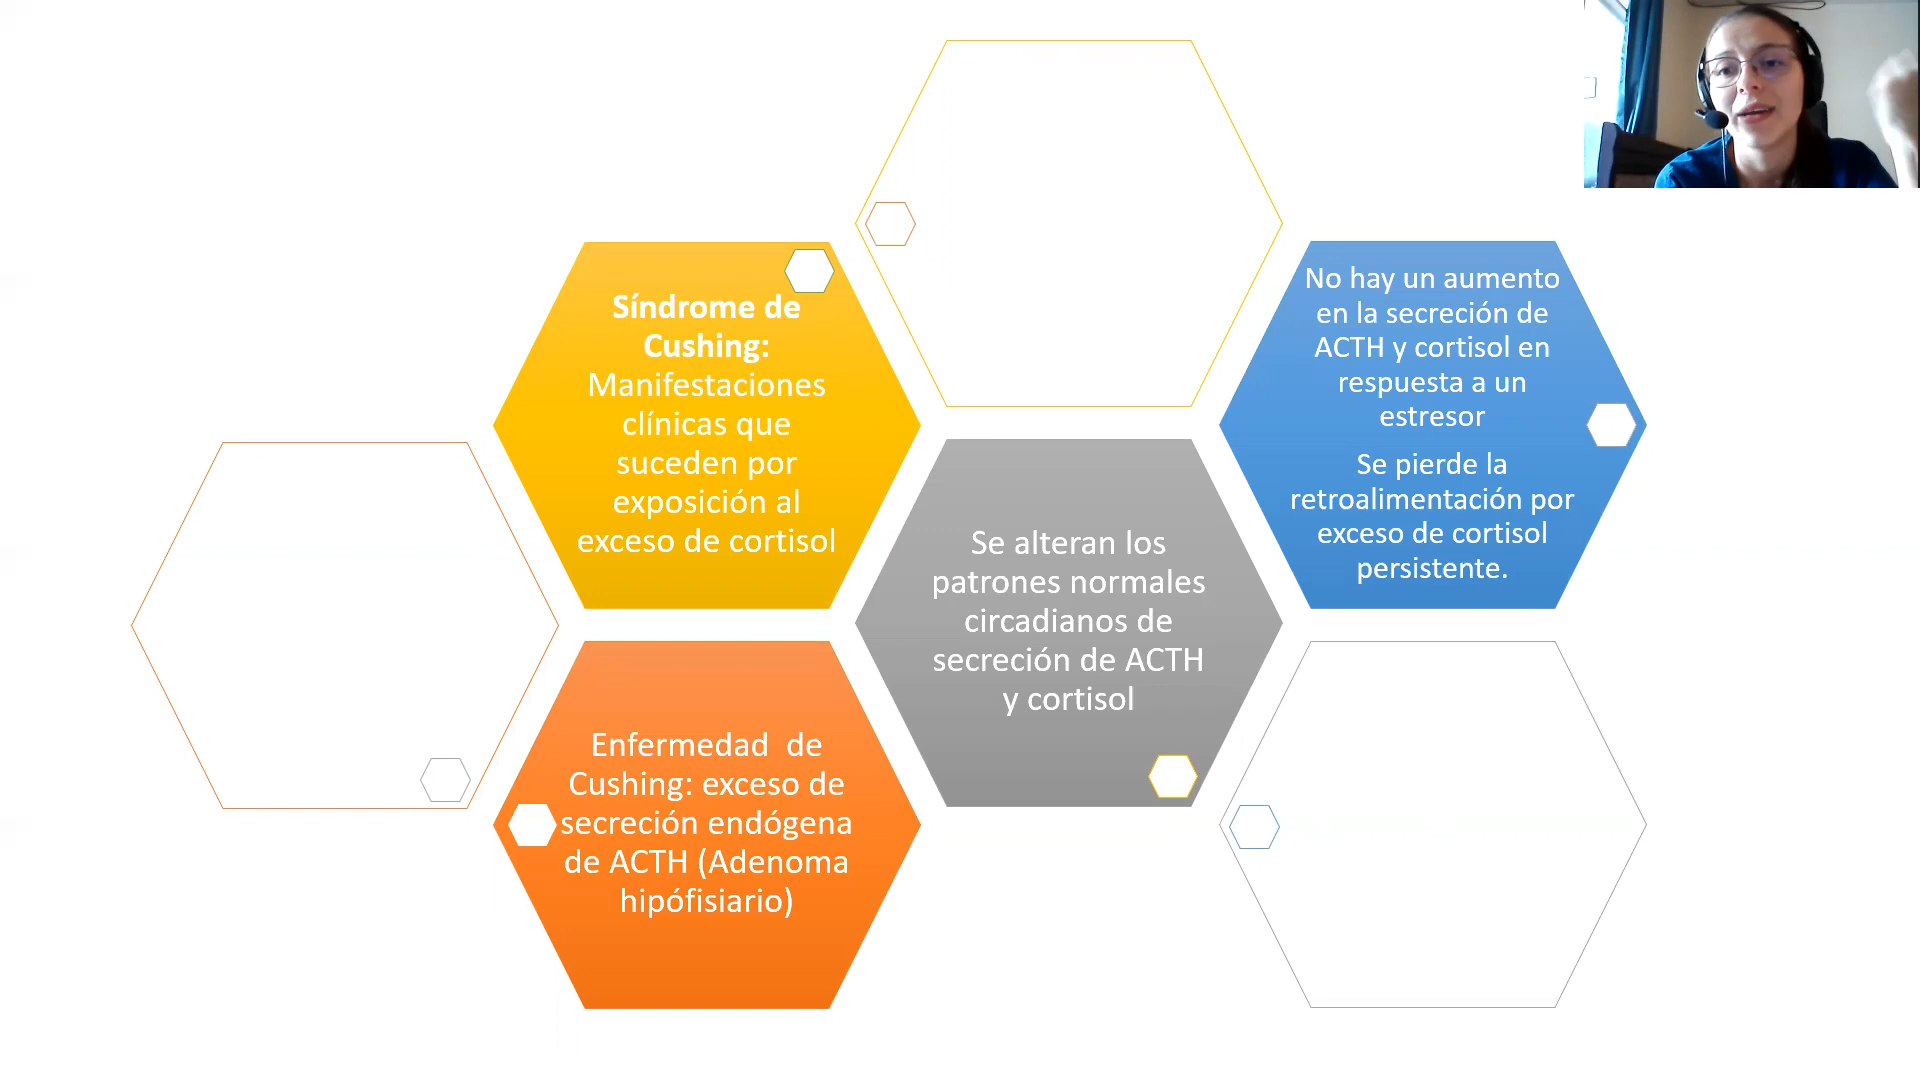 Síndrome de
Cushing:
Manifestaciones
clínicas que
suceden por
exposición al
exceso de cortisol
Enfermedad  de
Cushing: exceso de
secreción endógena
de ACTH (Adenoma
hipófisiario)
Se alteran los
patrones normales
circadianos de
secreción de ACTH
y cortisol
No hay un aumento
en la secreción de
ACTH y cortisol en
respuesta a un
estresor
Se pierde la
retroalimentación por
exceso de cortisol
persistente.